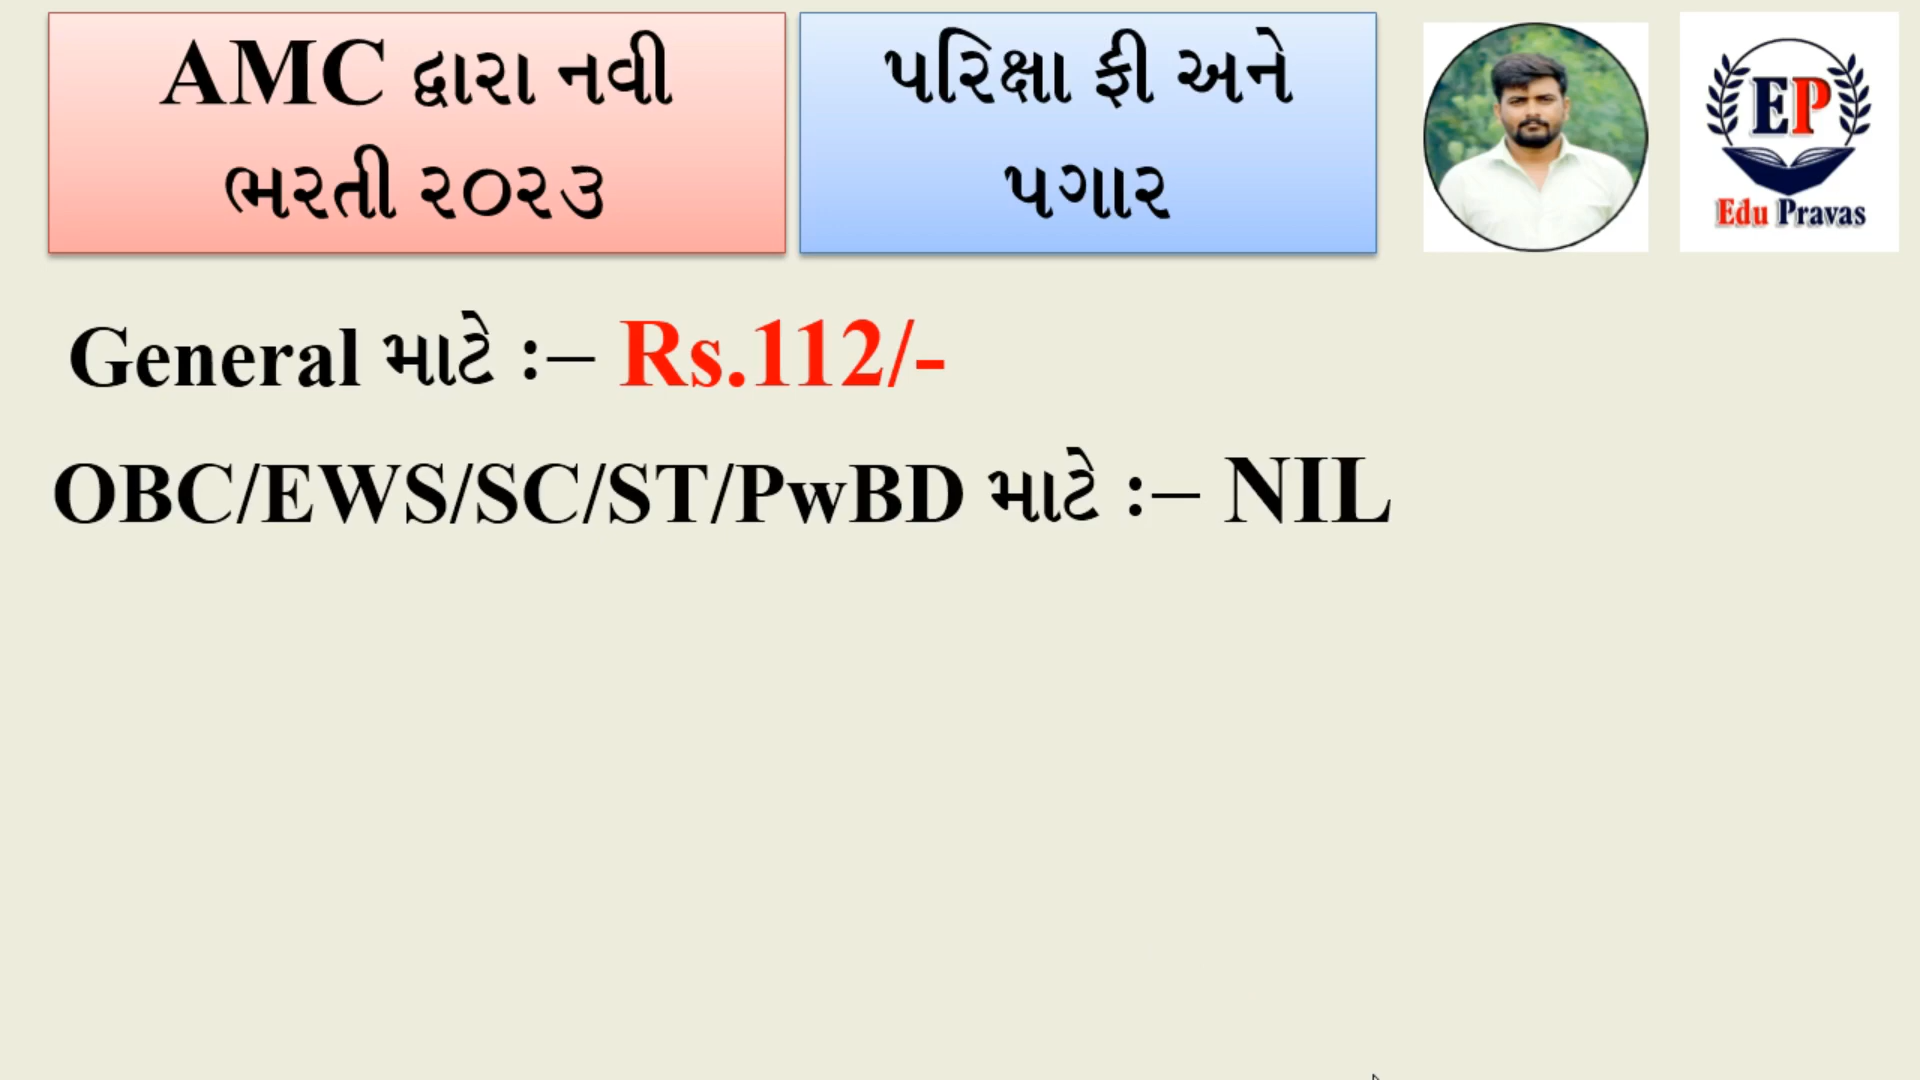 AMC દ્વારા નવી
ભરતી ૨૦૨૩
પરિક્ષા ફી અને
પગાર
EP
Edu Pravas
General માટે :– Rs.112/-
OBC/EWS/SC/ST/PwBD માટે :– NIL